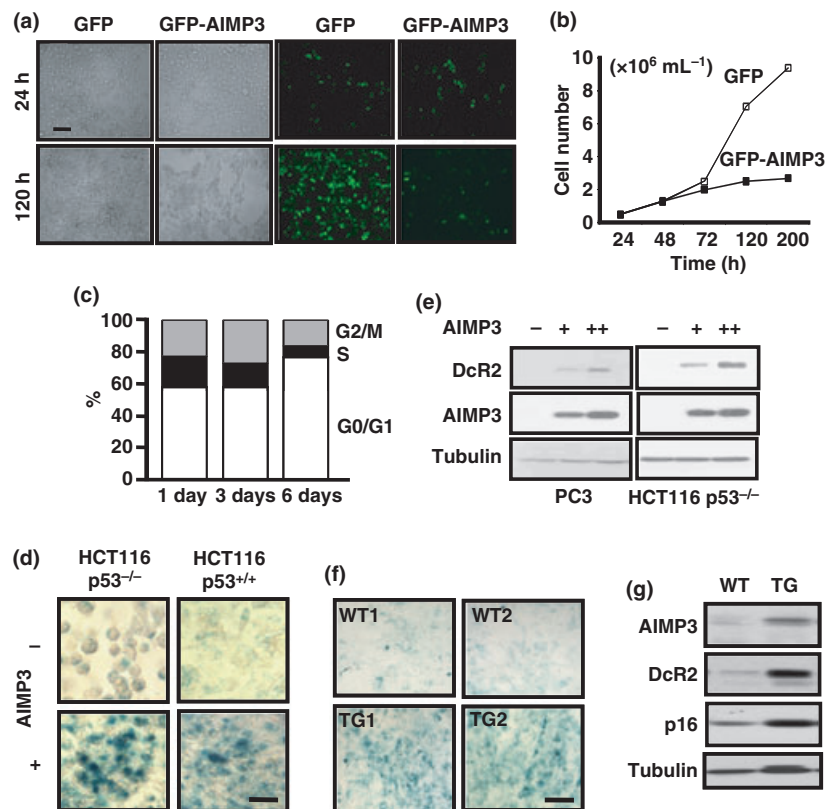 (a)
GFP GFP-AIMP3 GFP GFP-AIMP3
24 h
120 h
(b)
(×10⁶ mL⁻¹)
GFP
GFP-AIMP3
Cell number
10
8
6
4
2
0
24 48 72 120 200
Time (h)
(c)
100
80
60
40
20
0
%
G2/M
S
G0/G1
1 day 3 days 6 days
(e)
AIMP3 – + ++ – + ++
DcR2
AIMP3
Tubulin
PC3 HCT116 p53⁻/⁻
(d)
HCT116 HCT116
p53⁻/⁻ p53⁺/⁺
AIMP3
–
+
(f)
WT1 WT2
TG1 TG2
(g)
WT TG
AIMP3
DcR2
p16
Tubulin